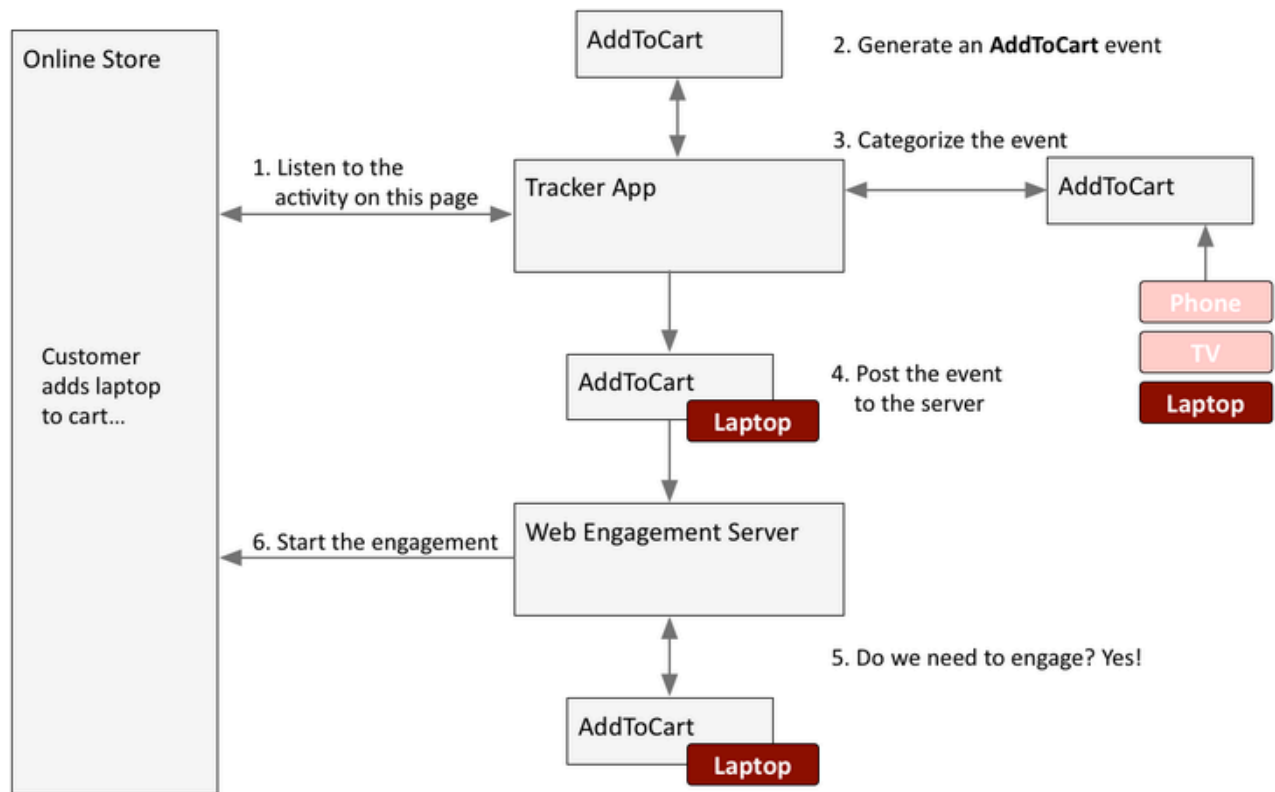 Online Store
Customer
adds laptop
to cart...
AddToCart
2. Generate an AddToCart event
1. Listen to the
activity on this page
Tracker App
3. Categorize the event
AddToCart
Phone
TV
Laptop
AddToCart
Laptop
4. Post the event
to the server
6. Start the engagement
Web Engagement Server
5. Do we need to engage? Yes!
AddToCart
Laptop